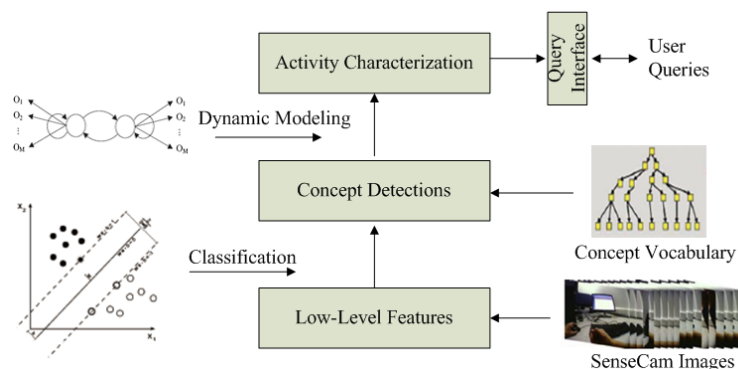 Activity Characterization
Query
Interface
User
Queries
O1
O2
⋮
OM
O1
O2
⋮
OM
Dynamic Modeling
Concept Detections
Concept Vocabulary
X2
X1
Classification
Low-Level Features
SenseCam Images